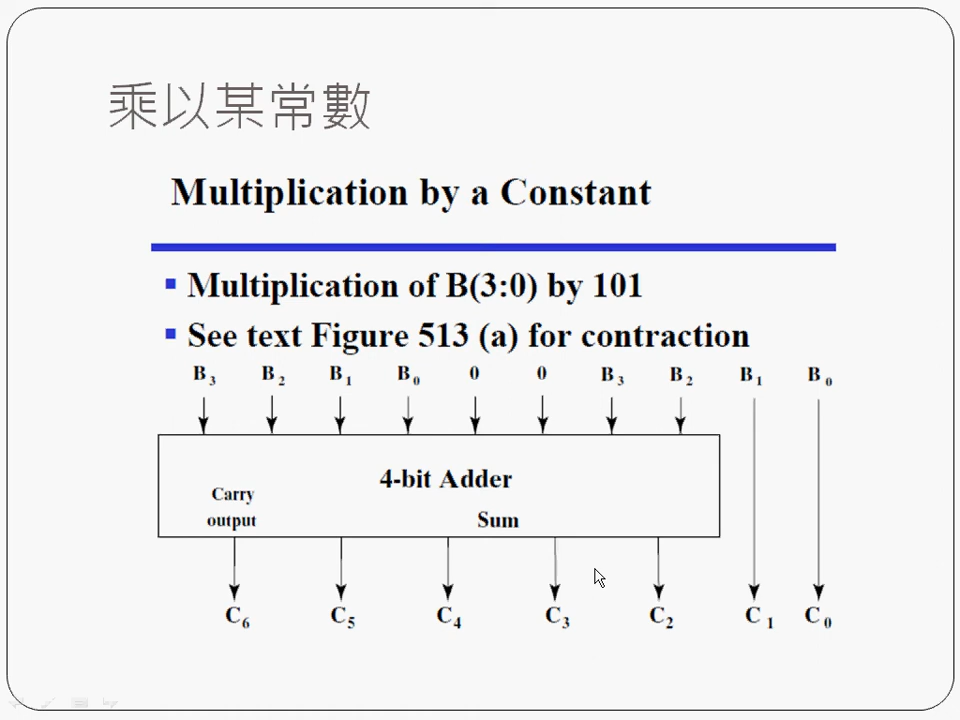 乘以某常數
Multiplication by a Constant
Multiplication of B(3:0) by 101
See text Figure 513 (a) for contraction
B3 B2 B1 B0 0 0 B3 B2 B1 B0
4-bit Adder
Carry
output
Sum
C6 C5 C4 C3 C2 C1 C0